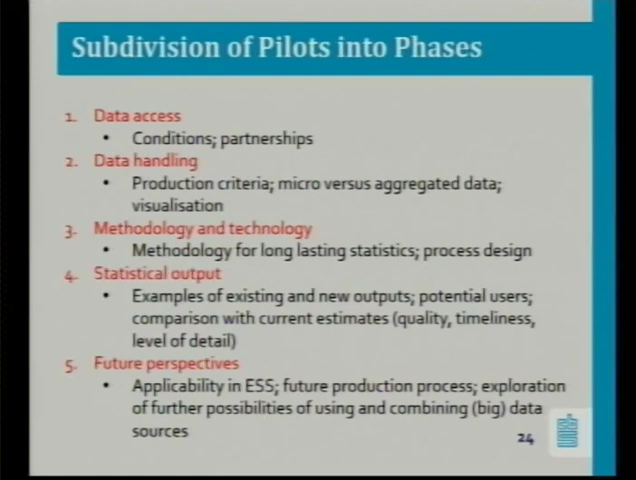 Subdivision of Pilots into Phases
1. Data access
• Conditions; partnerships
2. Data handling
• Production criteria; micro versus aggregated data;
visualisation
3. Methodology and technology
• Methodology for long lasting statistics; process design
4. Statistical output
• Examples of existing and new outputs; potential users;
comparison with current estimates (quality, timeliness,
level of detail)
5. Future perspectives
• Applicability in ESS; future production process; exploration
of further possibilities of using and combining (big) data
sources
24